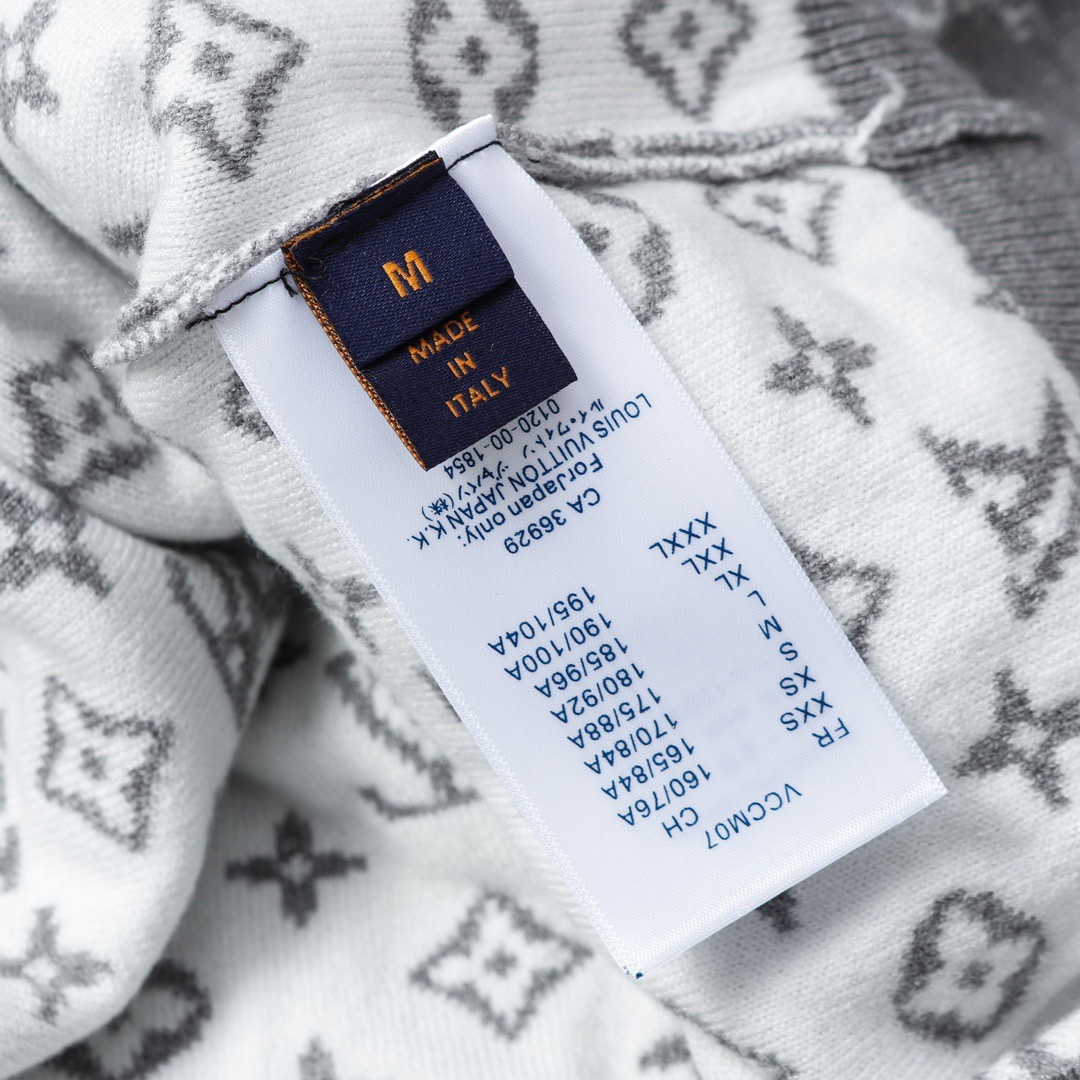 M
MADE
IN
ITALY
VCCM07
FR CH
XXS 160/76A
XS 165/84A
S 170/84A
M 175/88A
L 180/92A
XL 185/96A
XXL 190/100A
XXXL 195/104A
CA 36929
ForJapan only:
LOUIS VUITTON JAPAN K.K.
ルイ・ヴィトン ジャパン(株)
0120-00-1854